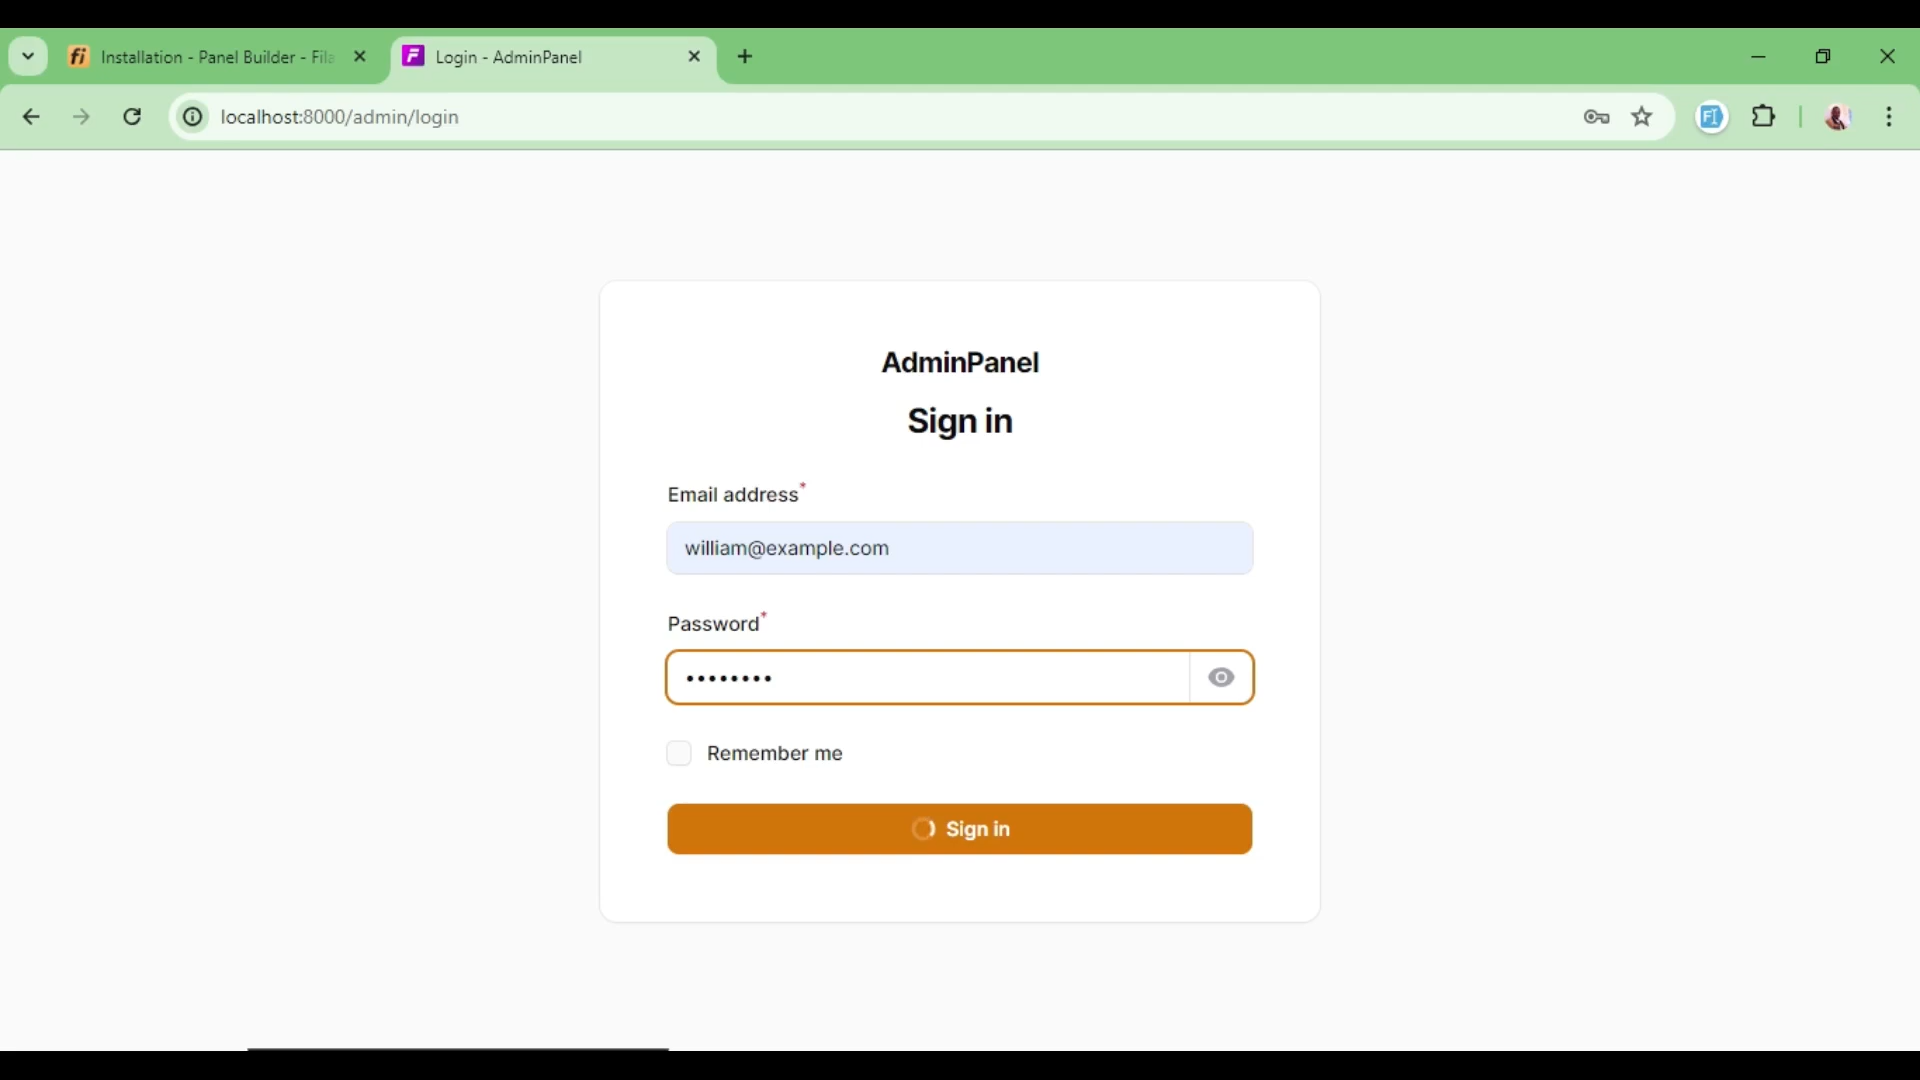 Installation - Panel Builder - Fila
Login - AdminPanel
localhost:8000/admin/login
AdminPanel
Sign in
Email address*
william@example.com
Password*
••••••••
Remember me
Sign in